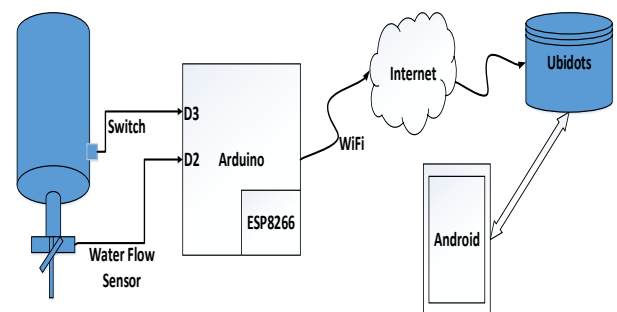 Ubidots
Internet
D3
Switch
WiFi
D2
Arduino
ESP8266
Android
Water Flow
Sensor